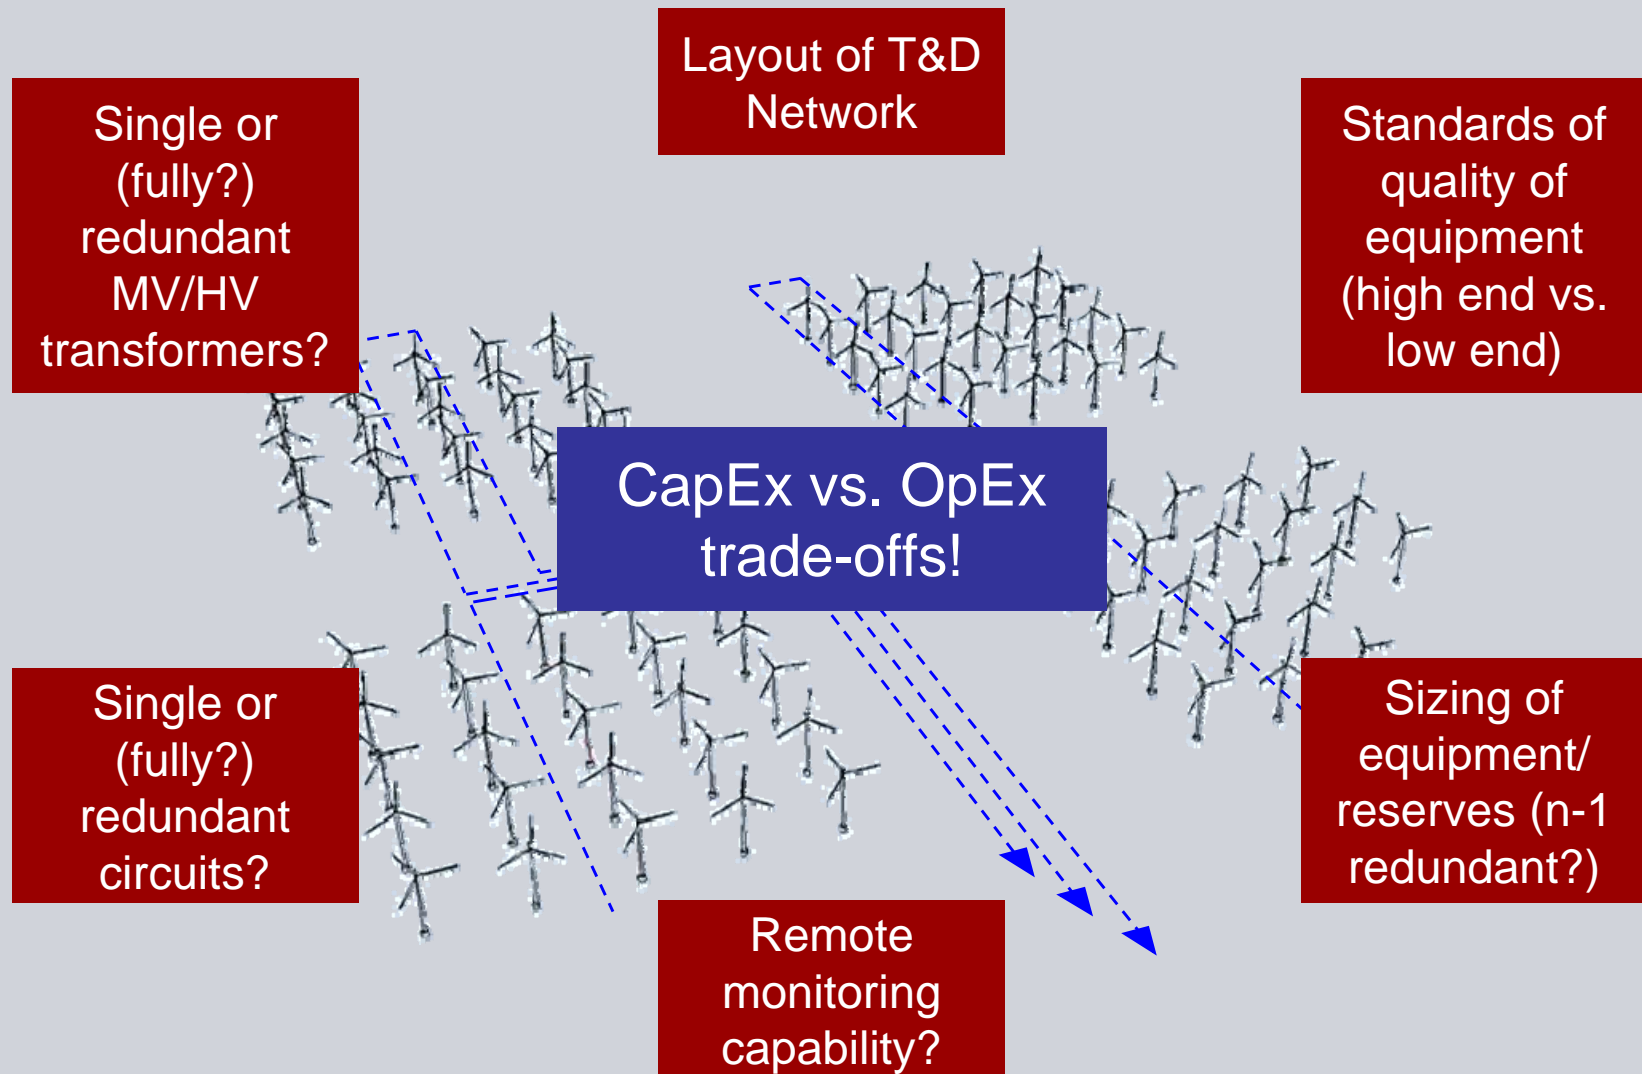 Layout of T&D
Network
Single or
(fully?)
redundant
MV/HV
transformers?
Standards of
quality of
equipment
(high end vs.
low end)
CapEx vs. OpEx
trade-offs!
Single or
(fully?)
redundant
circuits?
Sizing of
equipment/
reserves (n-1
redundant?)
Remote
monitoring
capability?